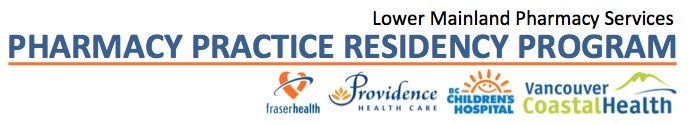 Lower Mainland Pharmacy Services
PHARMACY PRACTICE RESIDENCY PROGRAM
fraserhealth
Providence
HEALTH CARE
BC
CHILDREN'S
HOSPITAL
Vancouver
CoastalHealth